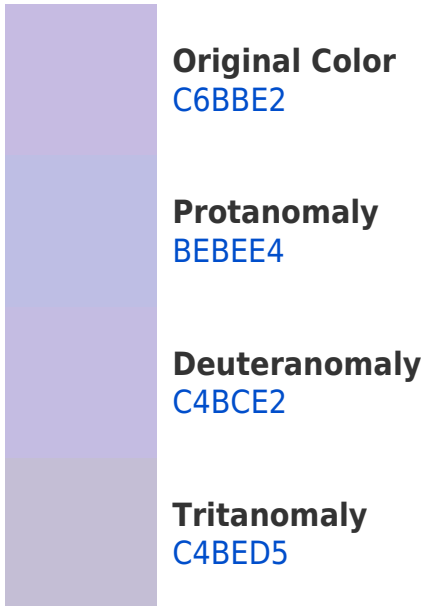 Original Color
C6BBE2
Protanomaly
BEBEE4
Deuteranomaly
C4BCE2
Tritanomaly
C4BED5